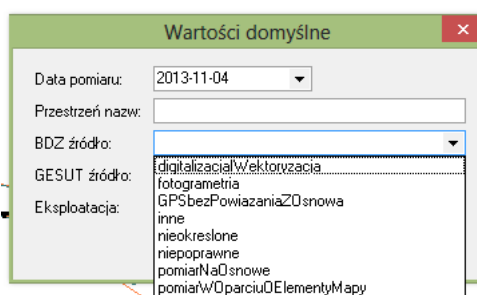 Wartości domyślne
Data pomiaru: 2013-11-04
Przestrzeń nazw:
BDZ źródło:
digitalizacjaIWektoryzacja
GESUT źródło:
fotogrametria
GPSbezPowiazaniaZOsnowa
Eksploatacja:
inne
nieokreslone
niepoprawne
pomiarNaOsnowe
pomiarWOparciuOElementyMapy